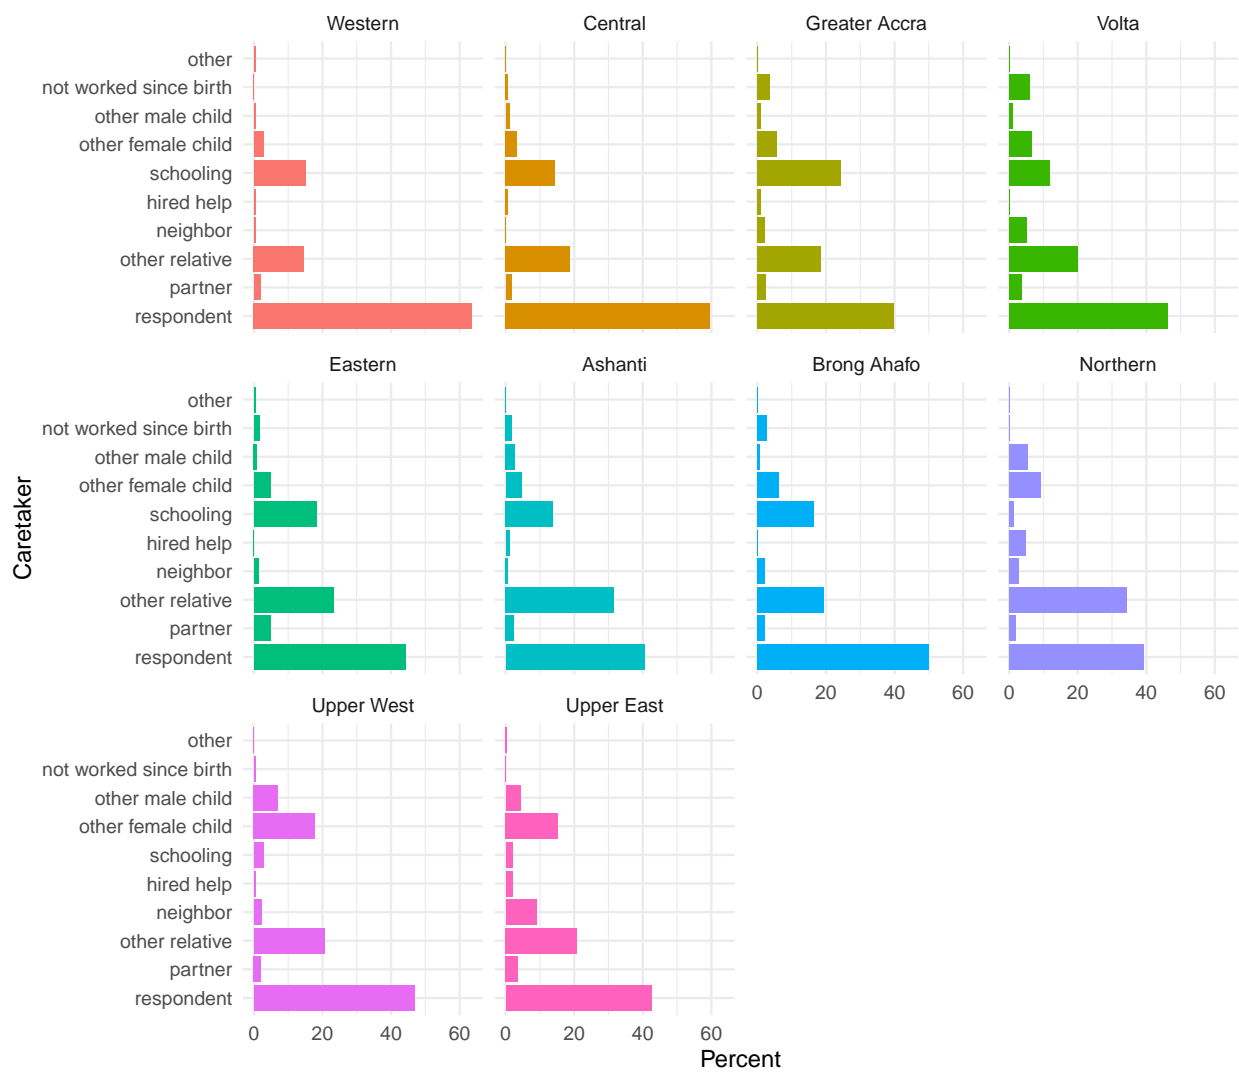 Western Central Greater Accra Volta
other
not worked since birth
other male child
other female child
schooling
hired help
neighbor
other relative
partner
respondent
Eastern Ashanti Brong Ahafo Northern
other
not worked since birth
other male child
other female child
schooling
hired help
neighbor
other relative
partner
respondent
0 20 40 60 0 20 40 60
Upper West Upper East
other
not worked since birth
other male child
other female child
schooling
hired help
neighbor
other relative
partner
respondent
0 20 40 60 0 20 40 60
Percent
Caretaker